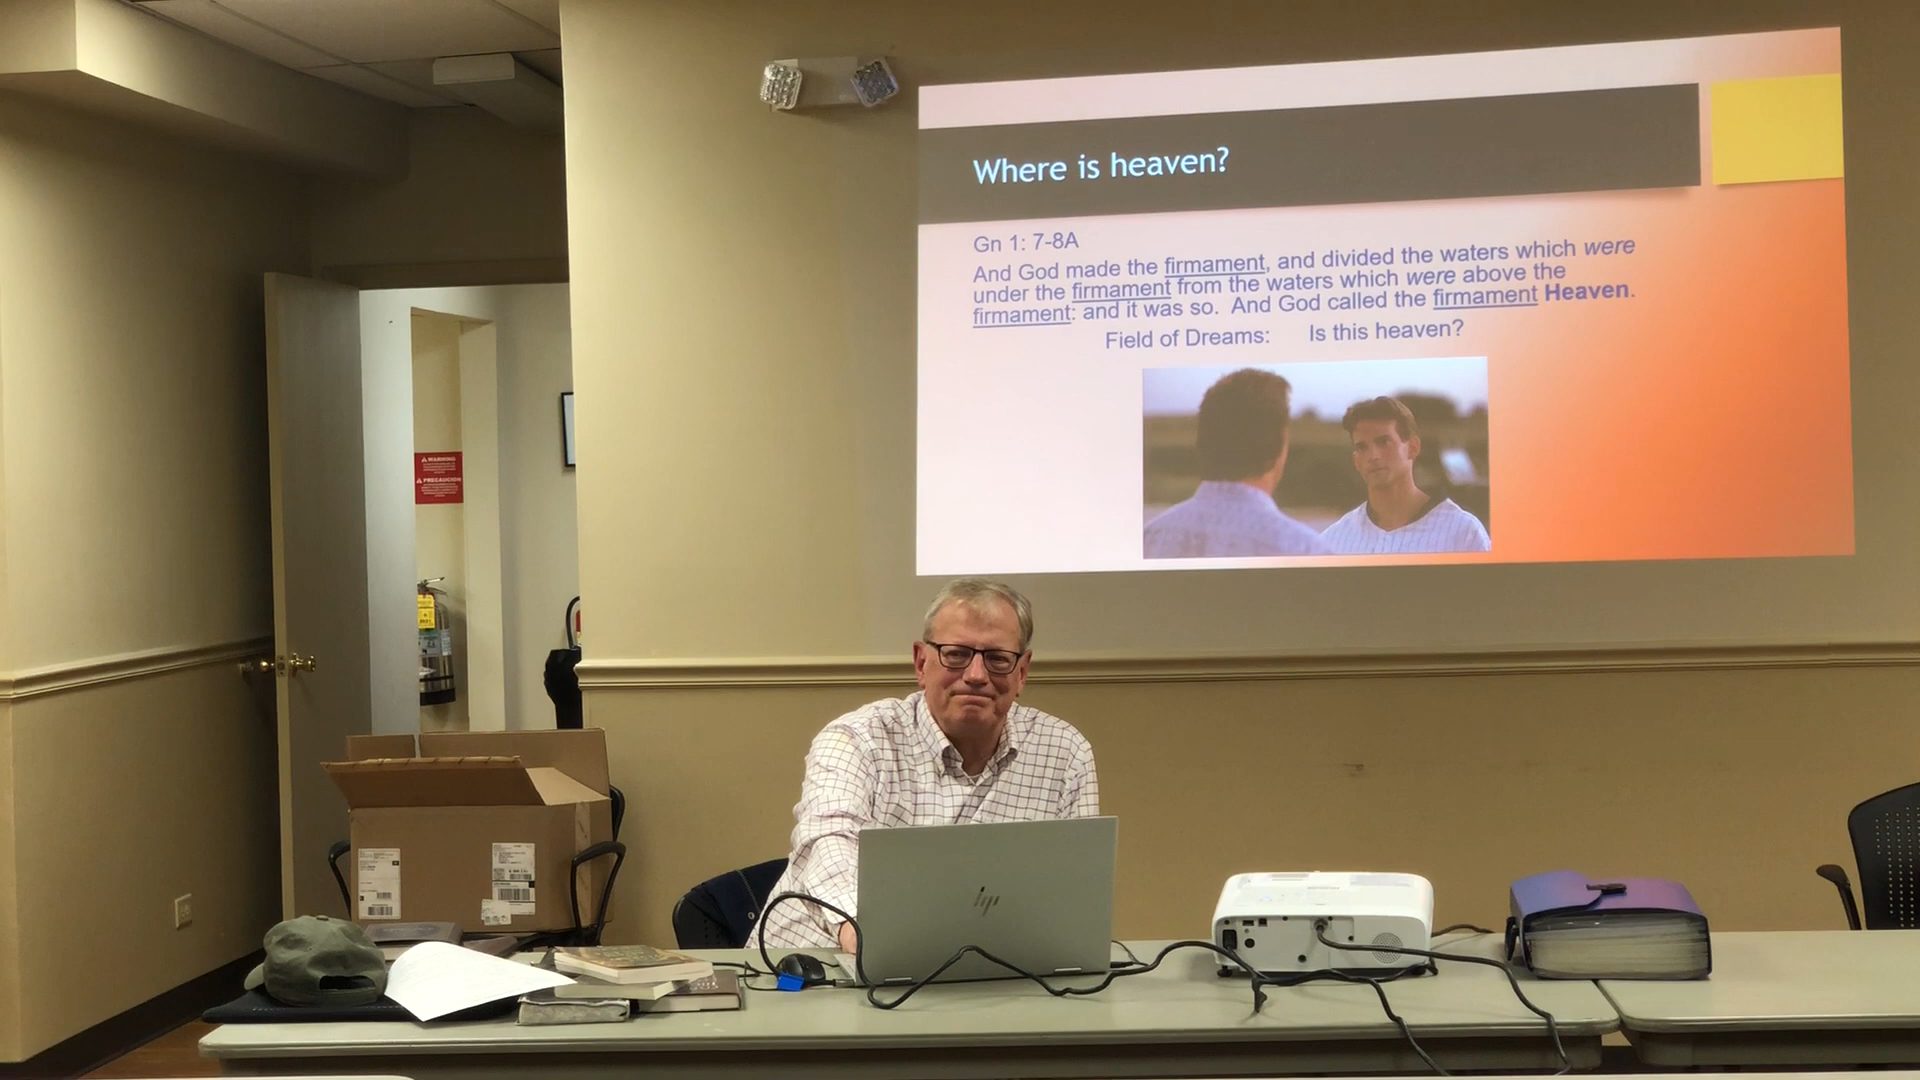 Where is heaven?
Gn 1: 7-8A
And God made the firmament, and divided the waters which were
under the firmament from the waters which were above the
firmament: and it was so.  And God called the firmament Heaven.
Field of Dreams: Is this heaven?
WARNING
PRECAUCION
hp